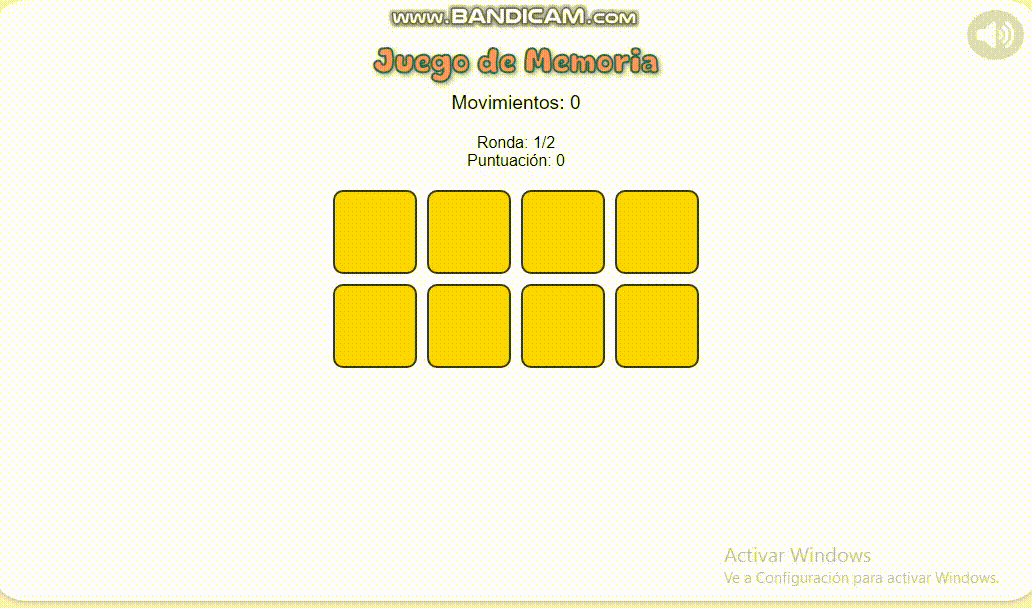 www.BANDICAM.com
Juego de Memoria
Movimientos: 0
Ronda: 1/2
Puntuación: 0
Activar Windows
Ve a Configuración para activar Windows.